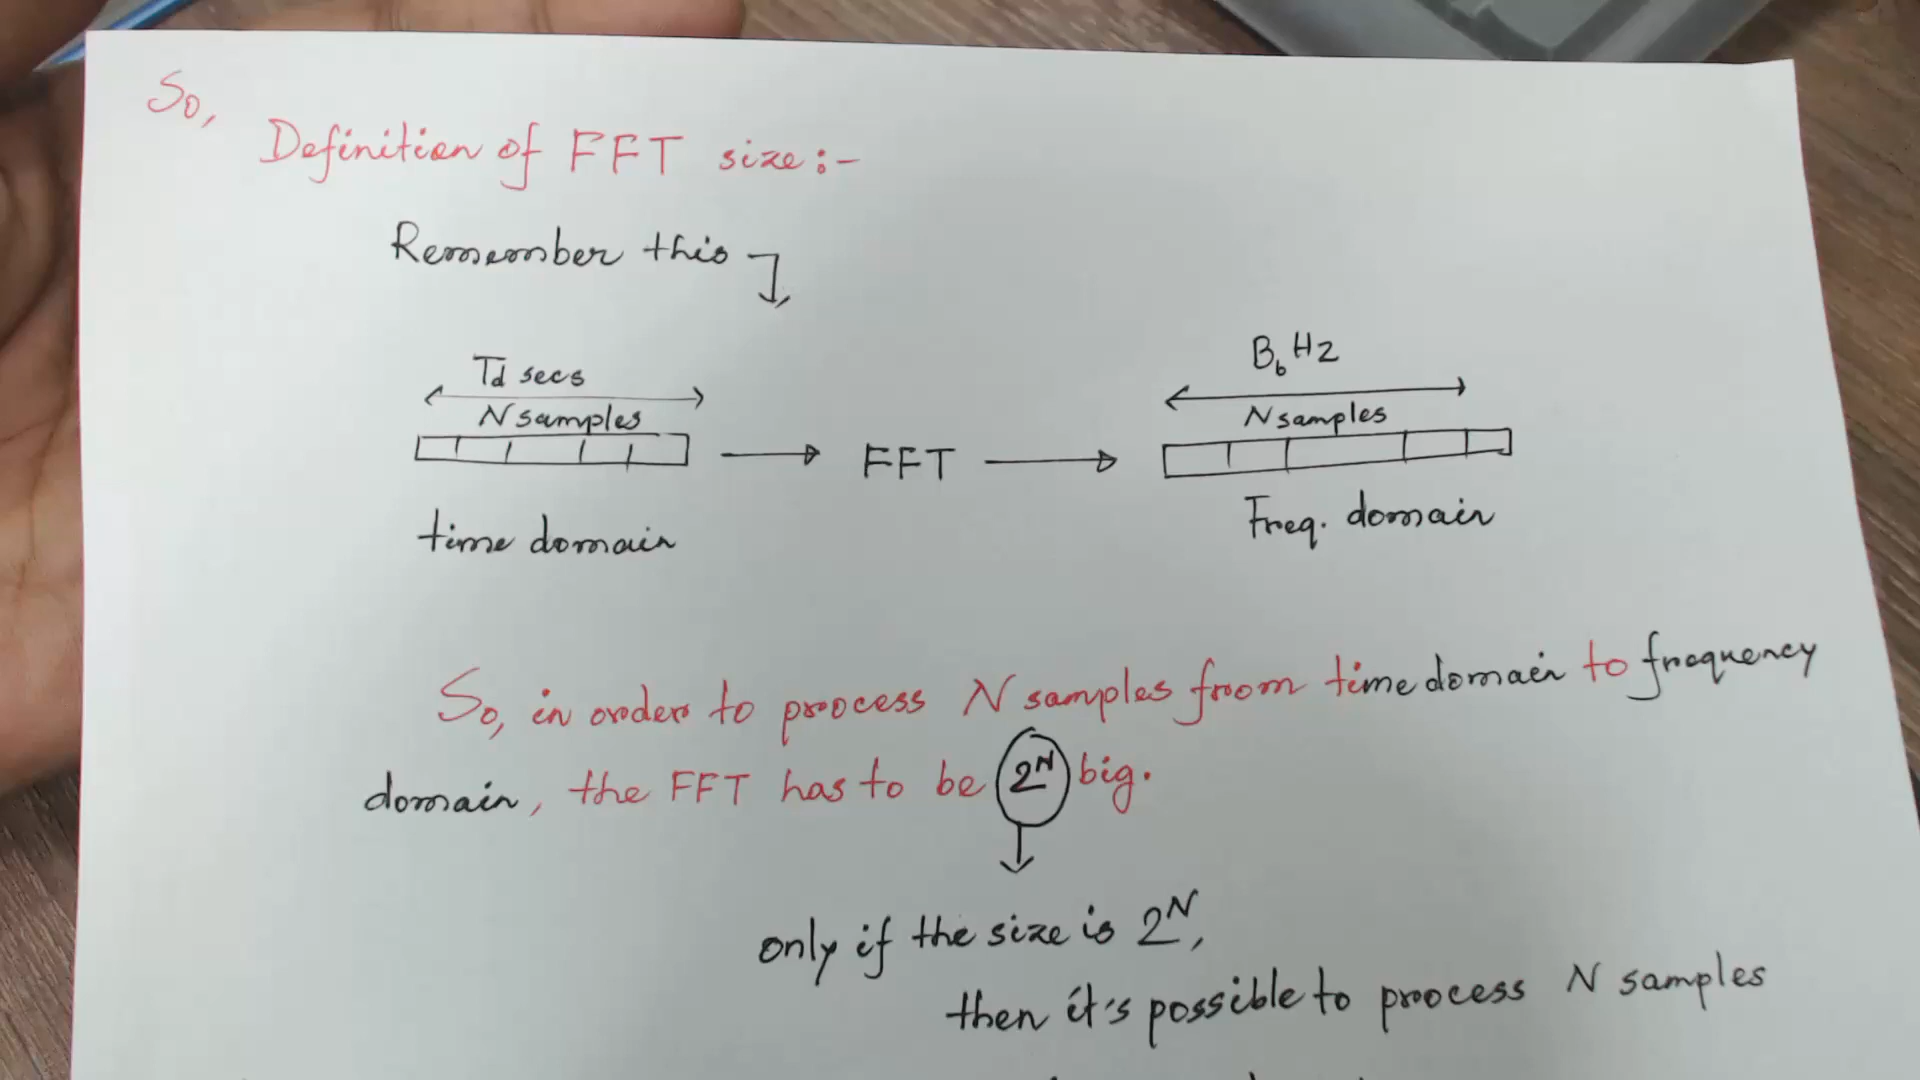 So,
Definition of FFT size:-
Remember this
Td secs
N samples
FFT
time domain
Bb Hz
N samples
Freq. domain
So, in order to process N samples from time domain to frequency
domain, the FFT has to be 2^N big.
only if the size is 2^N,
then it's possible to process N samples